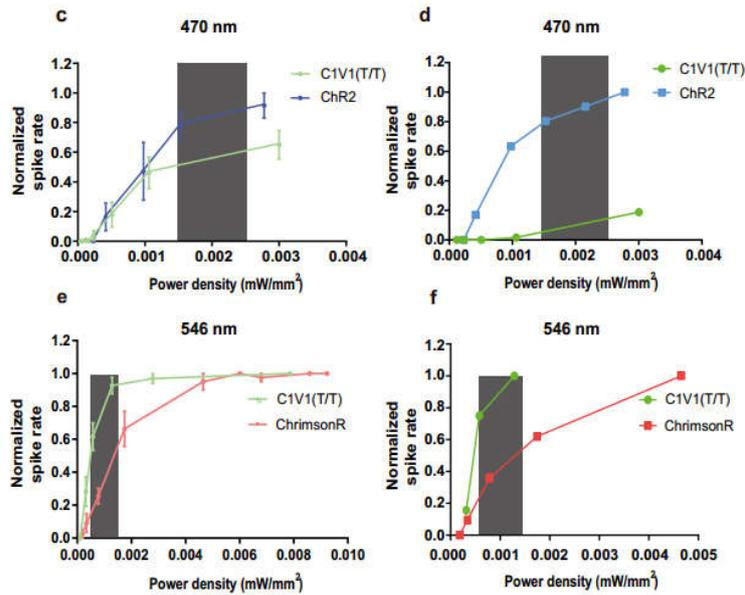 c
470 nm
Normalized
spike rate
1.2
1.0
0.8
0.6
0.4
0.2
0.0
0.000
0.001
0.002
0.003
0.004
Power density (mW/mm²)
C1V1(T/T)
ChR2
d
470 nm
Normalized
spike rate
1.2
1.0
0.8
0.6
0.4
0.2
0.0
0.000
0.001
0.002
0.003
0.004
Power density (mW/mm²)
C1V1(T/T)
ChR2
e
546 nm
Normalized
spike rate
1.2
1.0
0.8
0.6
0.4
0.2
0.0
0.000
0.002
0.004
0.006
0.008
0.010
Power density (mW/mm²)
C1V1(T/T)
ChrimsonR
f
546 nm
Normalized
spike rate
1.2
1.0
0.8
0.6
0.4
0.2
0.0
0.000
0.001
0.002
0.003
0.004
0.005
Power density (mW/mm²)
C1V1(T/T)
ChrimsonR